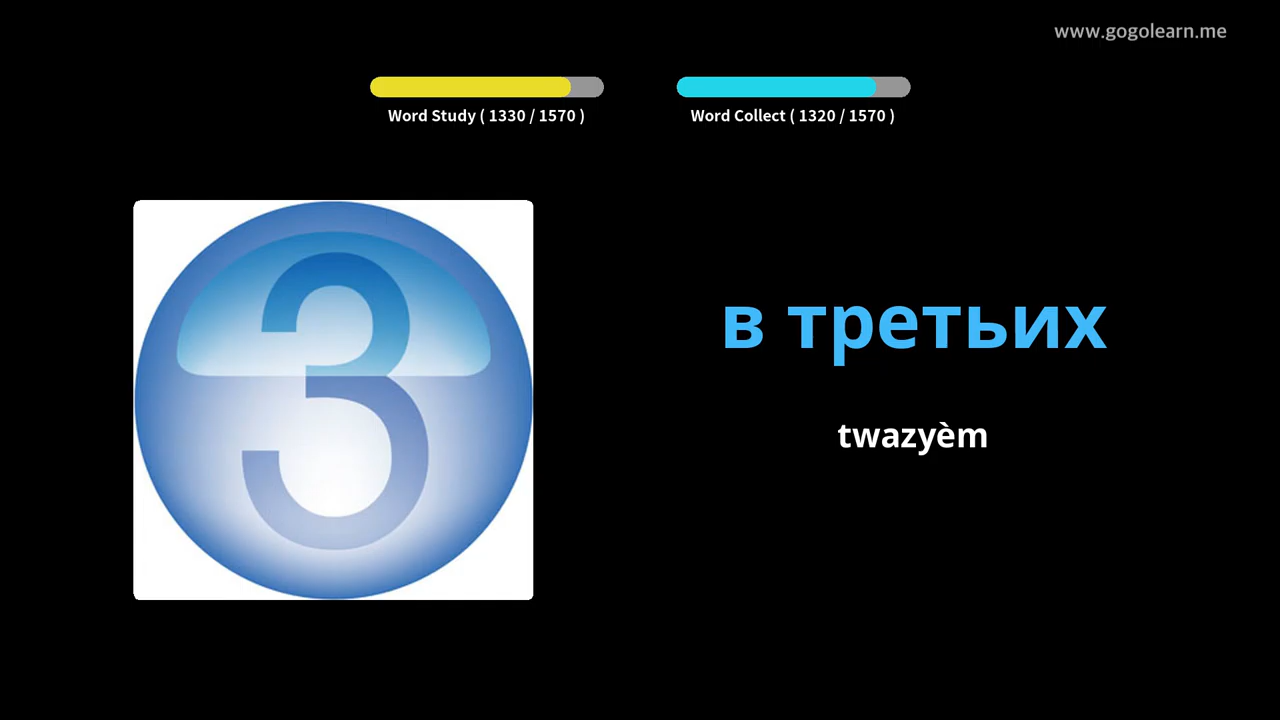 www.gogolearn.me
Word Study ( 1330 / 1570 )
Word Collect ( 1320 / 1570 )
3
в третьих
twazyèm